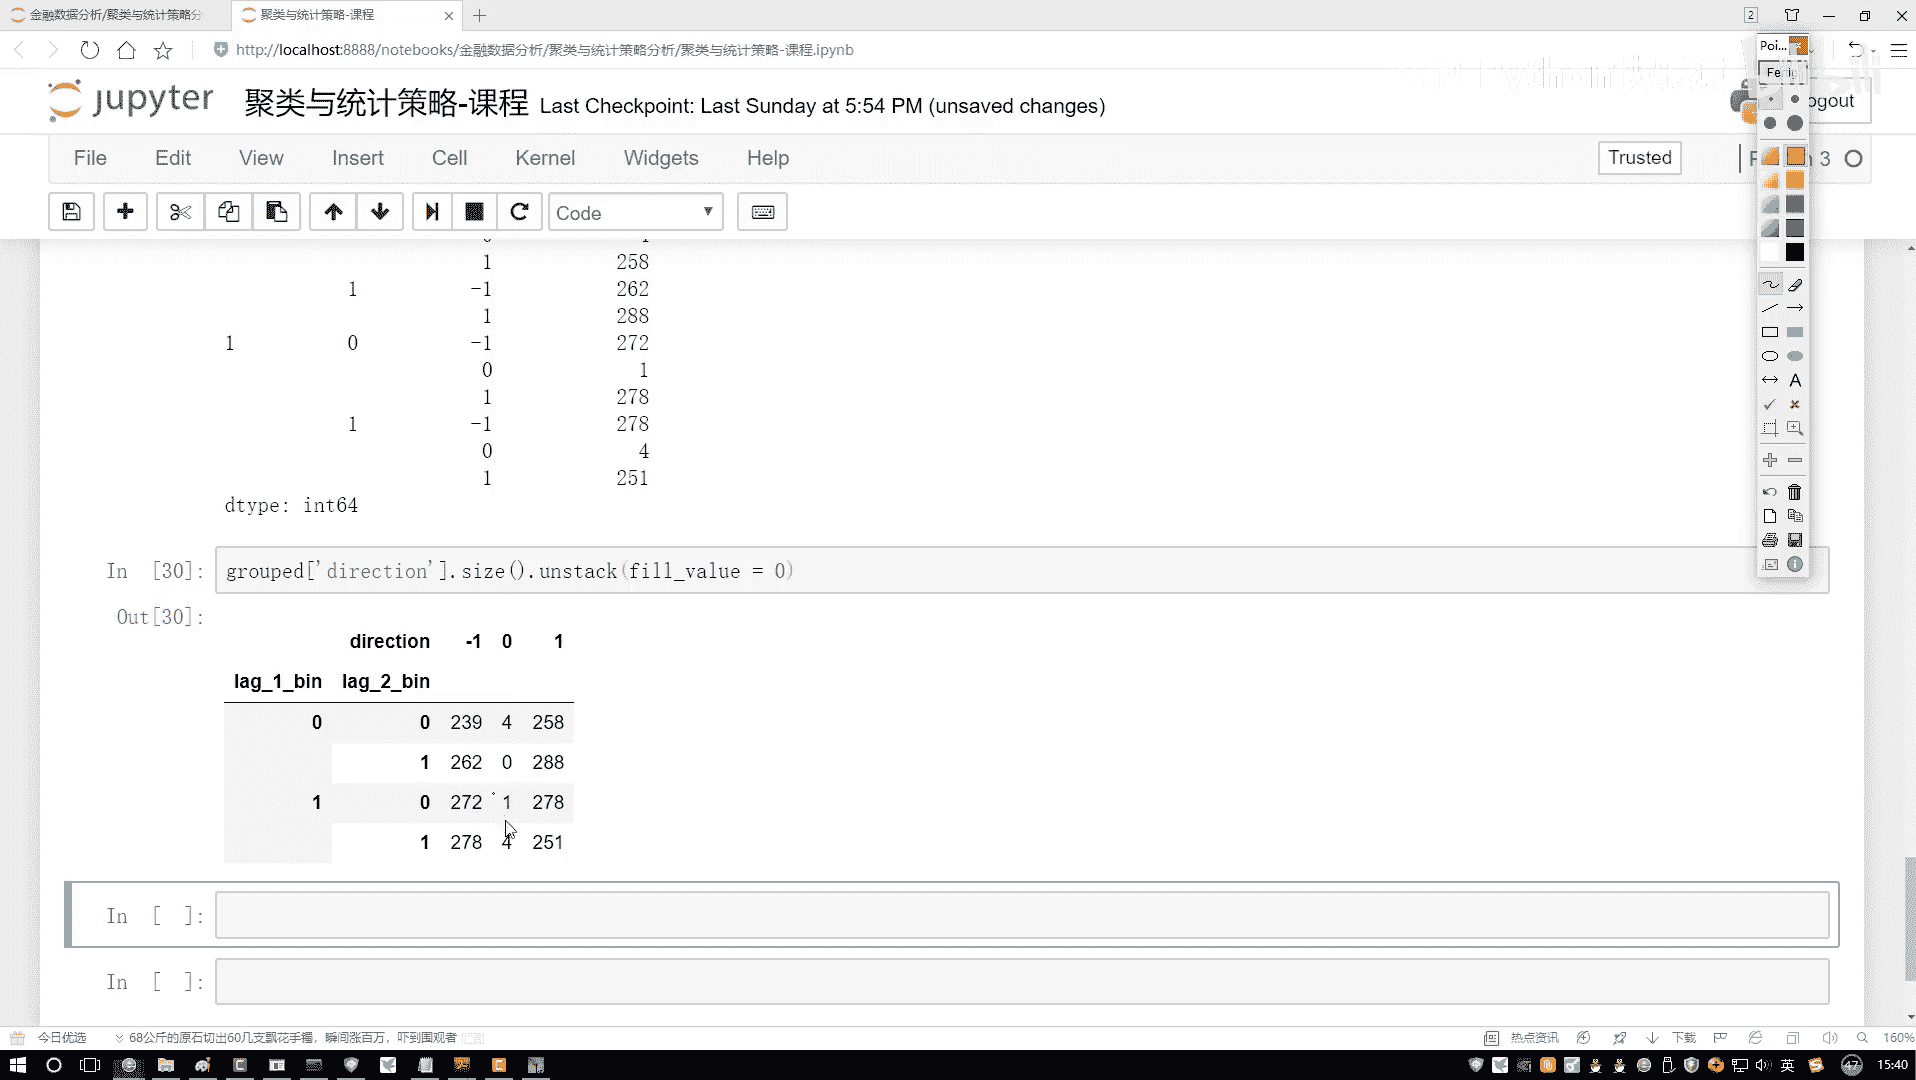 金融数据分析/聚类与统计策略分
聚类与统计策略-课程
2
http://localhost:8888/notebooks/金融数据分析/聚类与统计策略分析/聚类与统计策略-课程.ipynb
Poi...
jupyter 聚类与统计策略-课程 Last Checkpoint: Last Sunday at 5:54 PM (unsaved changes)
File Edit View Insert Cell Kernel Widgets Help Trusted 3
Code
1 258
1 -1 262
1 288
1 0 -1 272
0 1
1 278
1 -1 278
0 4
1 251
dtype: int64
In [30]: grouped['direction'].size().unstack(fill_value = 0)
Out[30]:
direction -1 0 1
lag_1_bin lag_2_bin
0 0 239 4 258
1 262 0 288
1 0 272 1 278
1 278 4 251
In [ ]:
In [ ]:
今日优选 68公斤的原石切出60几支飘花手镯，瞬间涨百万，吓到围观者 热点资讯 下载 160%
英 47 15:40